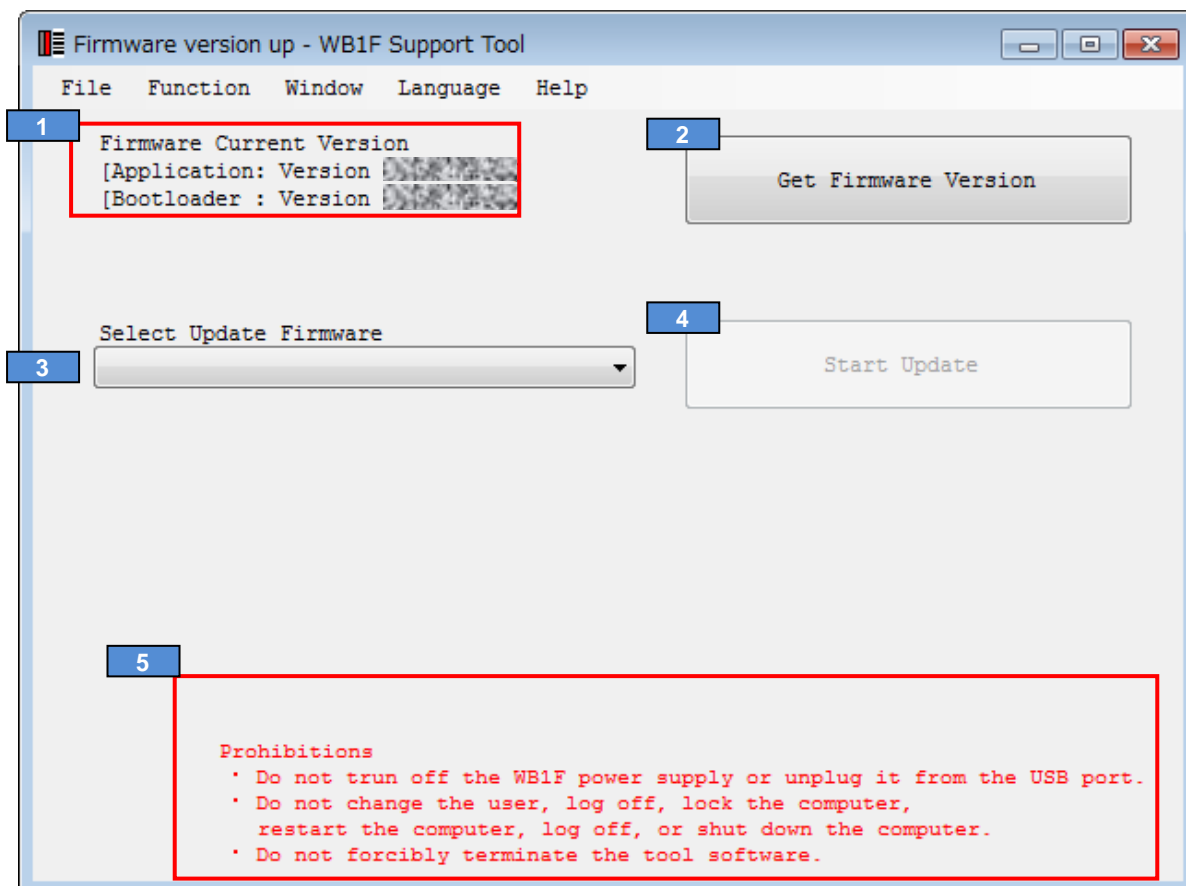 Firmware version up - WB1F Support Tool
File Function Window Language Help
1
Firmware Current Version
[Application: Version
[Bootloader : Version
2
Get Firmware Version
Select Update Firmware
3
4
Start Update
5
Prohibitions
・Do not trun off the WB1F power supply or unplug it from the USB port.
・Do not change the user, log off, lock the computer,
restart the computer, log off, or shut down the computer.
・Do not forcibly terminate the tool software.